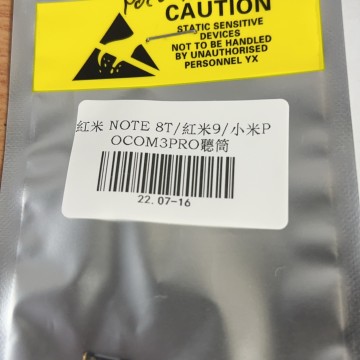 CAUTION
STATIC SENSITIVE
DEVICES
NOT TO BE HANDLED
BY UNAUTHORISED
PERSONNEL YX
紅米 NOTE 8T/紅米9/小米P
OCOM3PRO聽筒
22.07-16